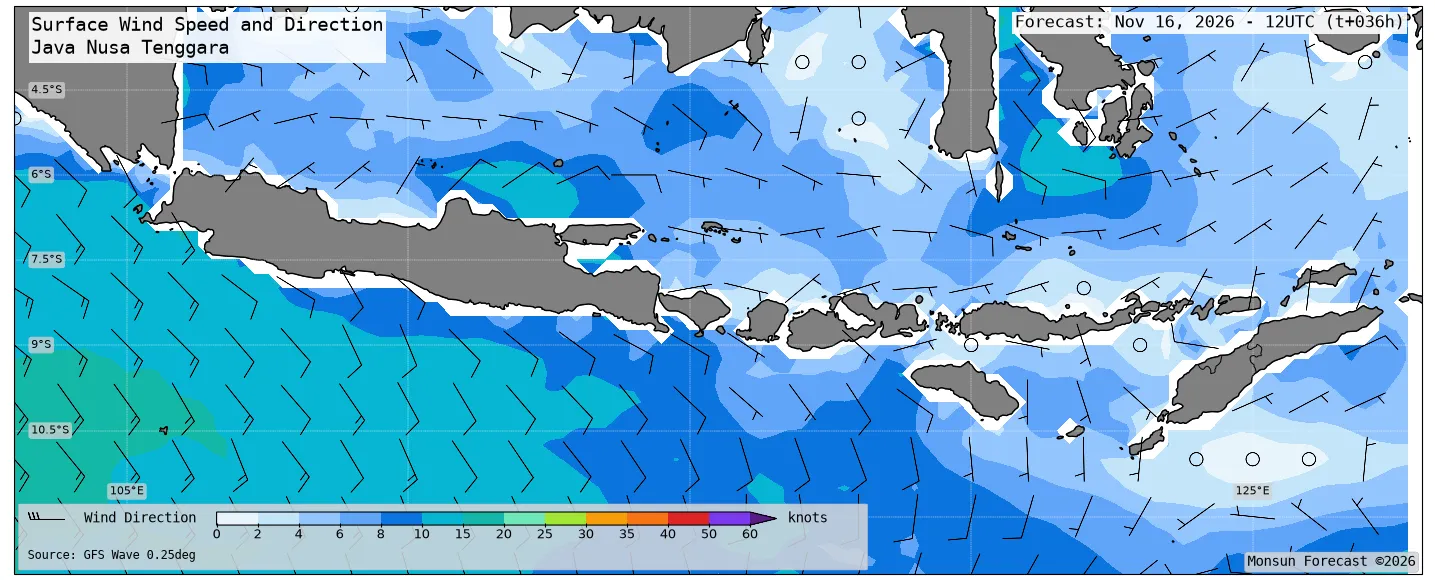 Surface Wind Speed and Direction
Java Nusa Tenggara
Forecast: Nov 16, 2026 - 12UTC (t+036h)
4.5°S
6°S
7.5°S
9°S
10.5°S
105°E
125°E
Wind Direction
0 2 4 6 8 10 15 20 25 30 35 40 50 60
knots
Source: GFS Wave 0.25deg
Monsun Forecast ©2026